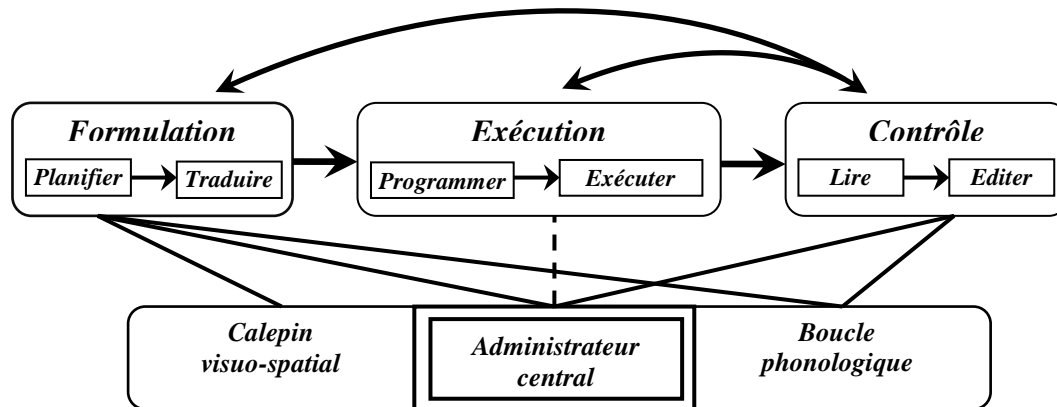 Formulation
Planifier
Traduire
Exécution
Programmer
Exécuter
Contrôle
Lire
Editer
Calepin
visuo-spatial
Administrateur
central
Boucle
phonologique